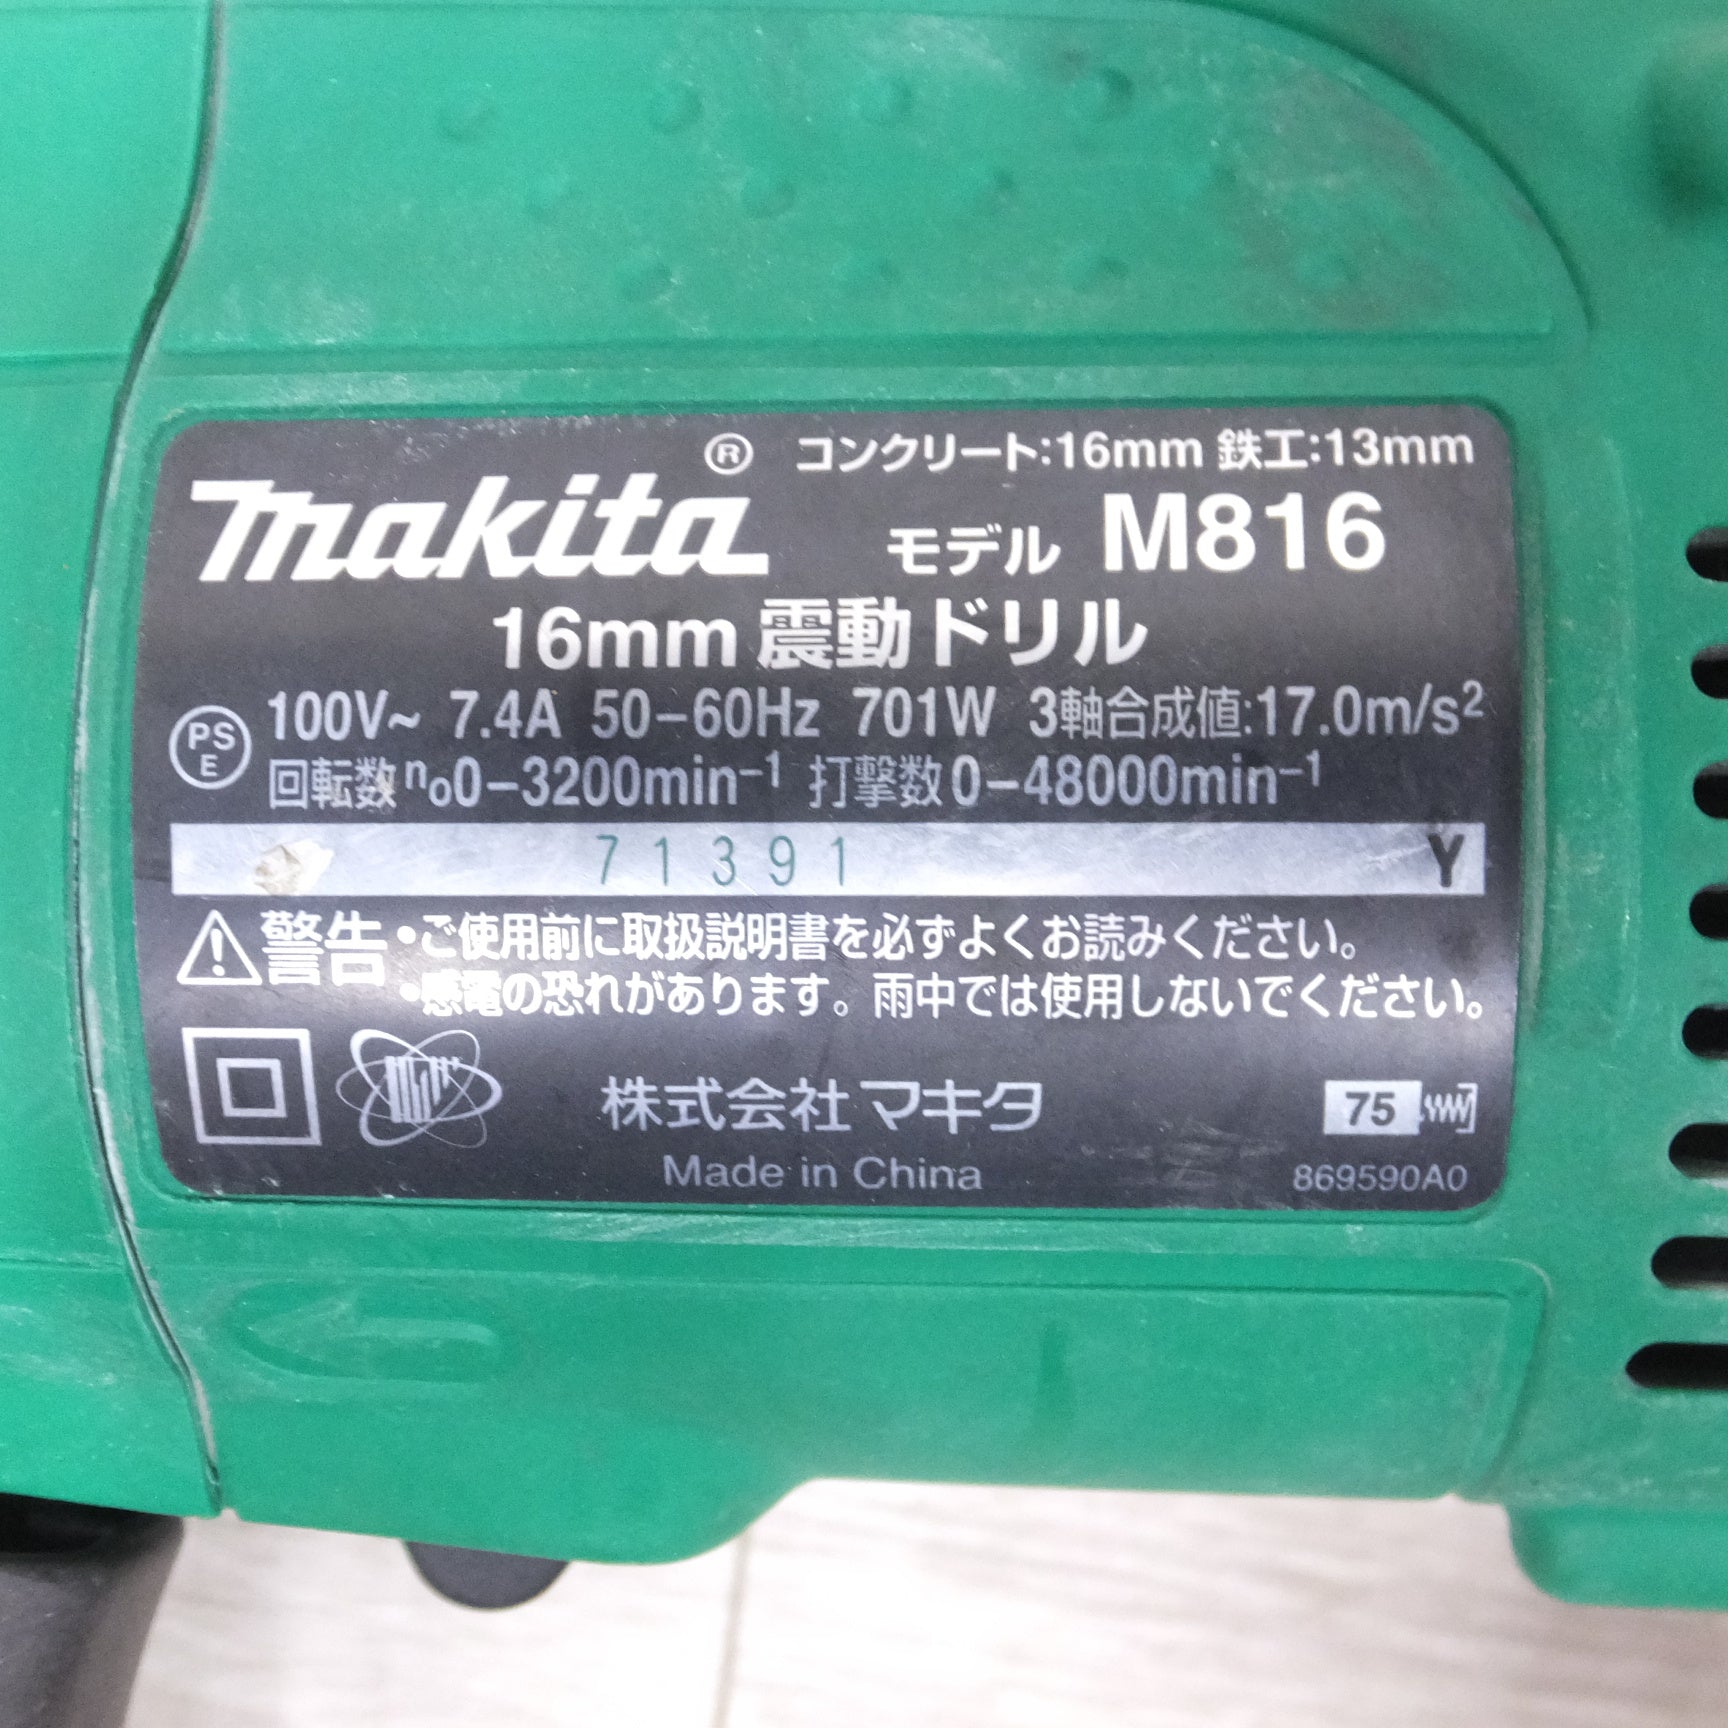 makita® コンクリート:16mm 鉄工:13mm
モデル M816
16mm 震動ドリル
PSE 100V~ 7.4A 50-60Hz 701W 3軸合成値:17.0m/s²
回転数 n₀0-3200min⁻¹ 打撃数 0-48000min⁻¹
71391 Y
警告 •ご使用前に取扱説明書を必ずよくお読みください。
•感電の恐れがあります。雨中では使用しないでください。
株式会社マキタ 75
Made in China 869590A0